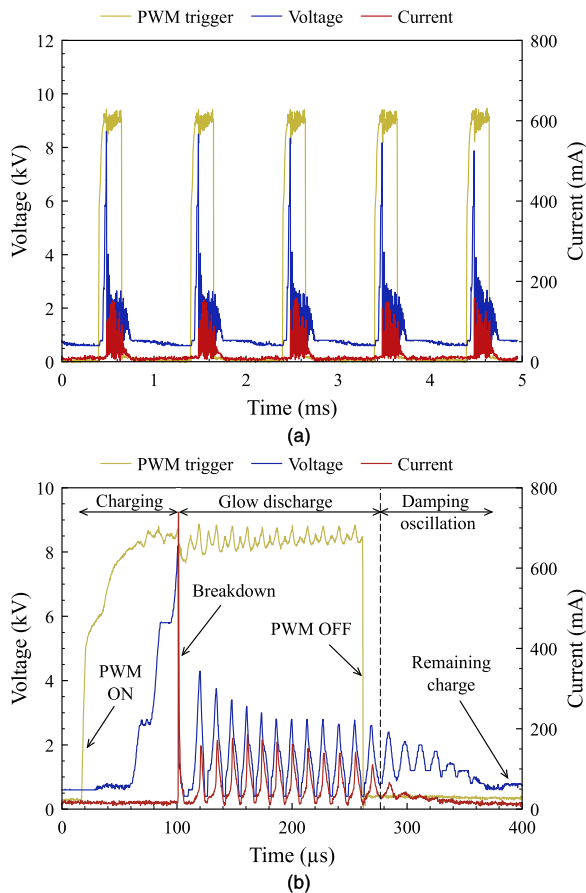 PWM trigger Voltage Current
12
10
8
6
4
2
0
Voltage (kV)
800
600
400
200
0
Current (mA)
0 1 2 3 4 5
Time (ms)
(a)
PWM trigger Voltage Current
10
8
6
4
2
0
Voltage (kV)
800
600
400
200
0
Current (mA)
Charging Glow discharge Damping
oscillation
Breakdown
PWM
ON
PWM OFF
Remaining
charge
0 100 200 300 400
Time (μs)
(b)